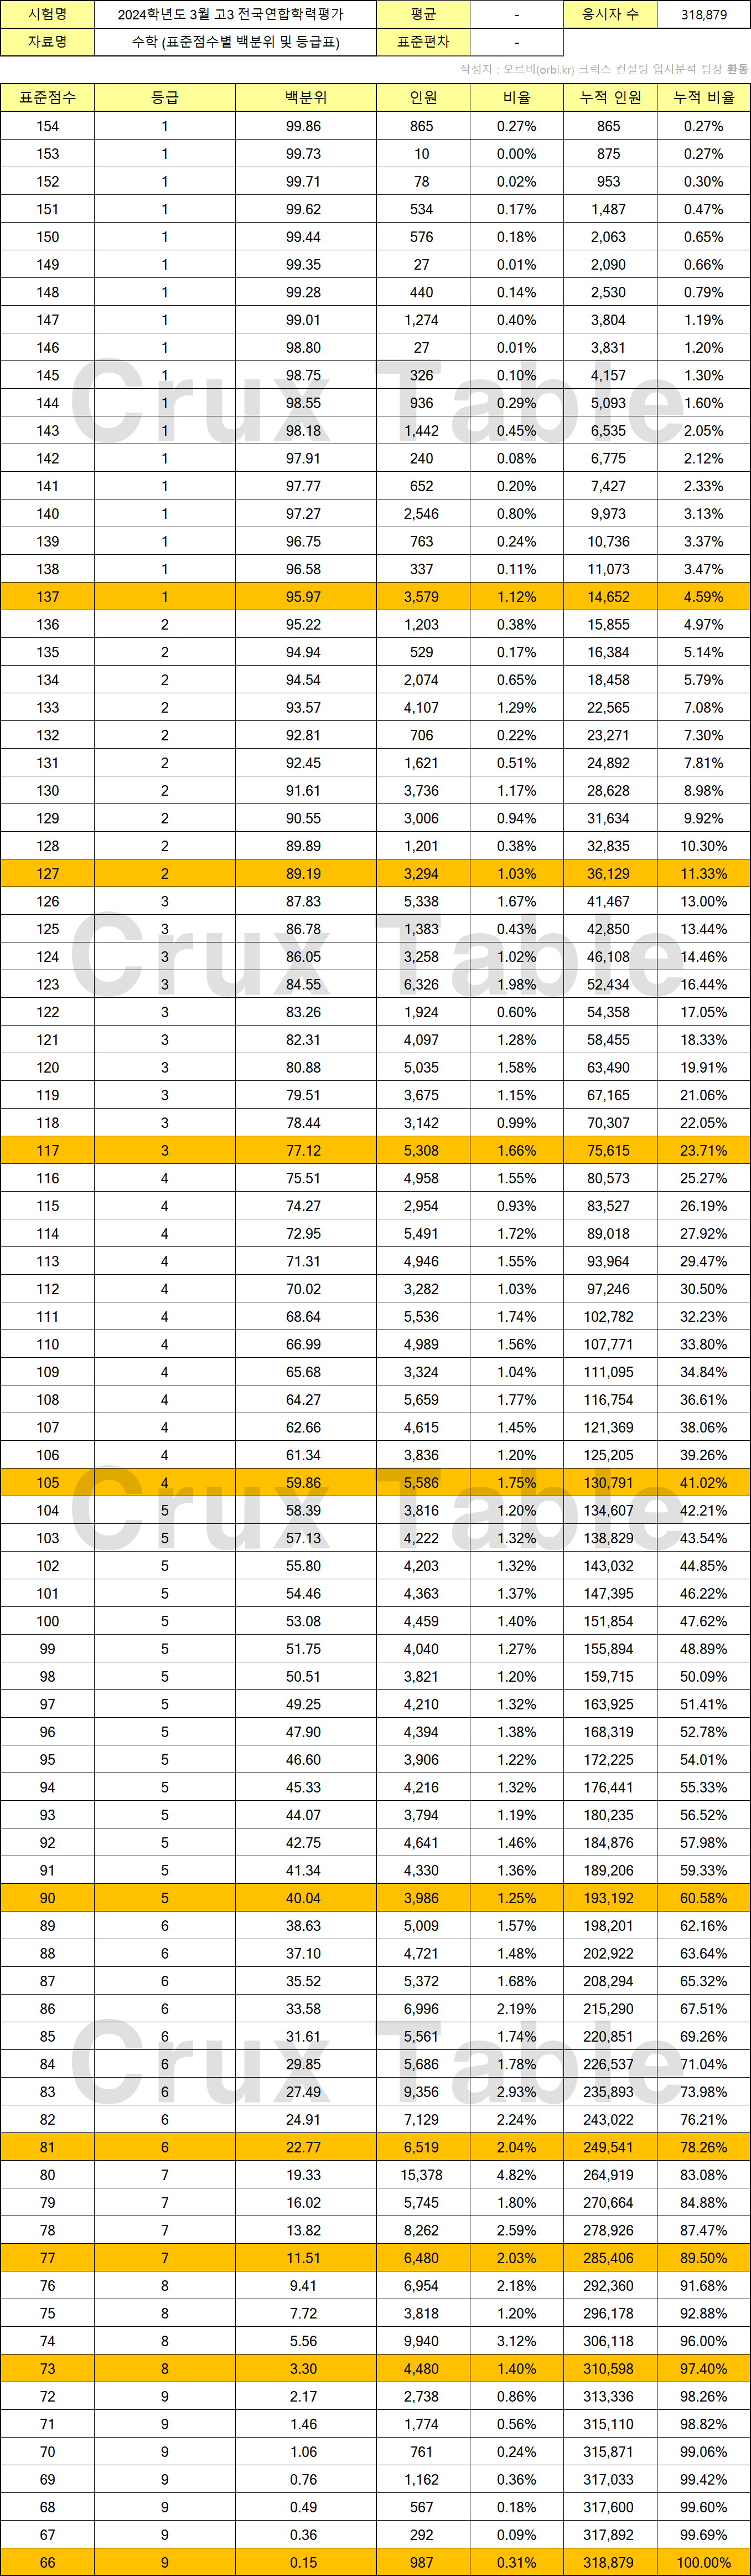 시험명 2024학년도 3월 고3 전국연합학력평가 평균 - 응시자 수 318,879
자료명 수학 (표준점수별 백분위 및 등급표) 표준편차 -
작성자 : 오르비(orbi.kr) 크럭스 컨설팅 입시분석 팀장 환동
표준점수 등급 백분위 인원 비율 누적 인원 누적 비율
154 1 99.86 865 0.27% 865 0.27%
153 1 99.73 10 0.00% 875 0.27%
152 1 99.71 78 0.02% 953 0.30%
151 1 99.62 534 0.17% 1,487 0.47%
150 1 99.44 576 0.18% 2,063 0.65%
149 1 99.35 27 0.01% 2,090 0.66%
148 1 99.28 440 0.14% 2,530 0.79%
147 1 99.01 1,274 0.40% 3,804 1.19%
146 1 98.80 27 0.01% 3,831 1.20%
145 1 98.75 326 0.10% 4,157 1.30%
144 1 98.55 936 0.29% 5,093 1.60%
143 1 98.18 1,442 0.45% 6,535 2.05%
Crux Table
142 1 97.91 240 0.08% 6,775 2.12%
141 1 97.77 652 0.20% 7,427 2.33%
140 1 97.27 2,546 0.80% 9,973 3.13%
139 1 96.75 763 0.24% 10,736 3.37%
138 1 96.58 337 0.11% 11,073 3.47%
137 1 95.97 3,579 1.12% 14,652 4.59%
136 2 95.22 1,203 0.38% 15,855 4.97%
135 2 94.94 529 0.17% 16,384 5.14%
134 2 94.54 2,074 0.65% 18,458 5.79%
133 2 93.57 4,107 1.29% 22,565 7.08%
132 2 92.81 706 0.22% 23,271 7.30%
131 2 92.45 1,621 0.51% 24,892 7.81%
130 2 91.61 3,736 1.17% 28,628 8.98%
129 2 90.55 3,006 0.94% 31,634 9.92%
128 2 89.89 1,201 0.38% 32,835 10.30%
127 2 89.19 3,294 1.03% 36,129 11.33%
126 3 87.83 5,338 1.67% 41,467 13.00%
125 3 86.78 1,383 0.43% 42,850 13.44%
124 3 86.05 3,258 1.02% 46,108 14.46%
123 3 84.55 6,326 1.98% 52,434 16.44%
Crux Table
122 3 83.26 1,924 0.60% 54,358 17.05%
121 3 82.31 4,097 1.28% 58,455 18.33%
120 3 80.88 5,035 1.58% 63,490 19.91%
119 3 79.51 3,675 1.15% 67,165 21.06%
118 3 78.44 3,142 0.99% 70,307 22.05%
117 3 77.12 5,308 1.66% 75,615 23.71%
116 4 75.51 4,958 1.55% 80,573 25.27%
115 4 74.27 2,954 0.93% 83,527 26.19%
114 4 72.95 5,491 1.72% 89,018 27.92%
113 4 71.31 4,946 1.55% 93,964 29.47%
112 4 70.02 3,282 1.03% 97,246 30.50%
111 4 68.64 5,536 1.74% 102,782 32.23%
110 4 66.99 4,989 1.56% 107,771 33.80%
109 4 65.68 3,324 1.04% 111,095 34.84%
108 4 64.27 5,659 1.77% 116,754 36.61%
107 4 62.66 4,615 1.45% 121,369 38.06%
106 4 61.34 3,836 1.20% 125,205 39.26%
105 4 59.86 5,586 1.75% 130,791 41.02%
104 5 58.39 3,816 1.20% 134,607 42.21%
Crux Table
103 5 57.13 4,222 1.32% 138,829 43.54%
102 5 55.80 4,203 1.32% 143,032 44.85%
101 5 54.46 4,363 1.37% 147,395 46.22%
100 5 53.08 4,459 1.40% 151,854 47.62%
99 5 51.75 4,040 1.27% 155,894 48.89%
98 5 50.51 3,821 1.20% 159,715 50.09%
97 5 49.25 4,210 1.32% 163,925 51.41%
96 5 47.90 4,394 1.38% 168,319 52.78%
95 5 46.60 3,906 1.22% 172,225 54.01%
94 5 45.33 4,216 1.32% 176,441 55.33%
93 5 44.07 3,794 1.19% 180,235 56.52%
92 5 42.75 4,641 1.46% 184,876 57.98%
91 5 41.34 4,330 1.36% 189,206 59.33%
90 5 40.04 3,986 1.25% 193,192 60.58%
89 6 38.63 5,009 1.57% 198,201 62.16%
88 6 37.10 4,721 1.48% 202,922 63.64%
87 6 35.52 5,372 1.68% 208,294 65.32%
86 6 33.58 6,996 2.19% 215,290 67.51%
85 6 31.61 5,561 1.74% 220,851 69.26%
84 6 29.85 5,686 1.78% 226,537 71.04%
Crux Table
83 6 27.49 9,356 2.93% 235,893 73.98%
82 6 24.91 7,129 2.24% 243,022 76.21%
81 6 22.77 6,519 2.04% 249,541 78.26%
80 7 19.33 15,378 4.82% 264,919 83.08%
79 7 16.02 5,745 1.80% 270,664 84.88%
78 7 13.82 8,262 2.59% 278,926 87.47%
77 7 11.51 6,480 2.03% 285,406 89.50%
76 8 9.41 6,954 2.18% 292,360 91.68%
75 8 7.72 3,818 1.20% 296,178 92.88%
74 8 5.56 9,940 3.12% 306,118 96.00%
73 8 3.30 4,480 1.40% 310,598 97.40%
72 9 2.17 2,738 0.86% 313,336 98.26%
71 9 1.46 1,774 0.56% 315,110 98.82%
70 9 1.06 761 0.24% 315,871 99.06%
69 9 0.76 1,162 0.36% 317,033 99.42%
68 9 0.49 567 0.18% 317,600 99.60%
67 9 0.36 292 0.09% 317,892 99.69%
66 9 0.15 987 0.31% 318,879 100.00%